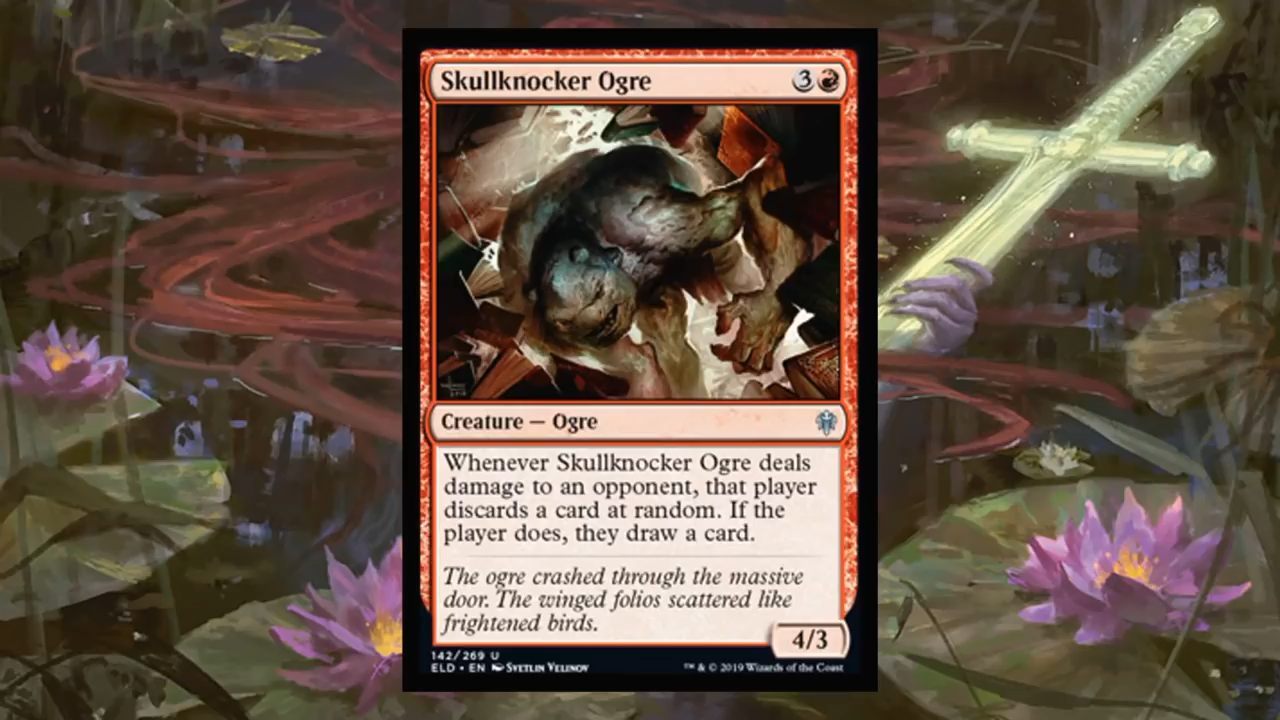 Skullknocker Ogre 3
Creature — Ogre
Whenever Skullknocker Ogre deals
damage to an opponent, that player
discards a card at random. If the
player does, they draw a card.
The ogre crashed through the massive
door. The winged folios scattered like
frightened birds.
4/3
142/269 U
ELD • EN Svetlin Velinov
™ & © 2019 Wizards of the Coast